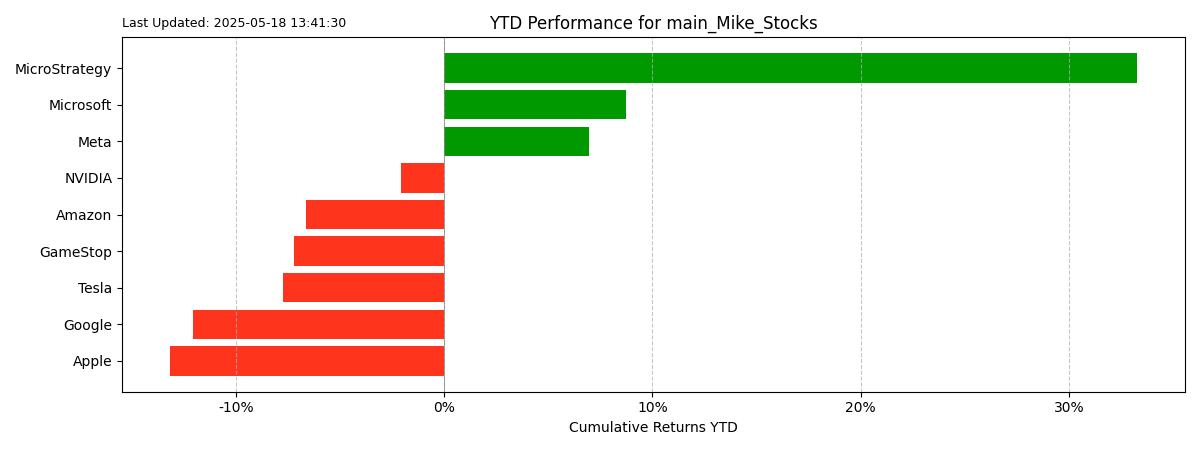 Last Updated: 2025-05-18 13:41:30
YTD Performance for main_Mike_Stocks
MicroStrategy
Microsoft
Meta
NVIDIA
Amazon
GameStop
Tesla
Google
Apple
-10% 0% 10% 20% 30%
Cumulative Returns YTD